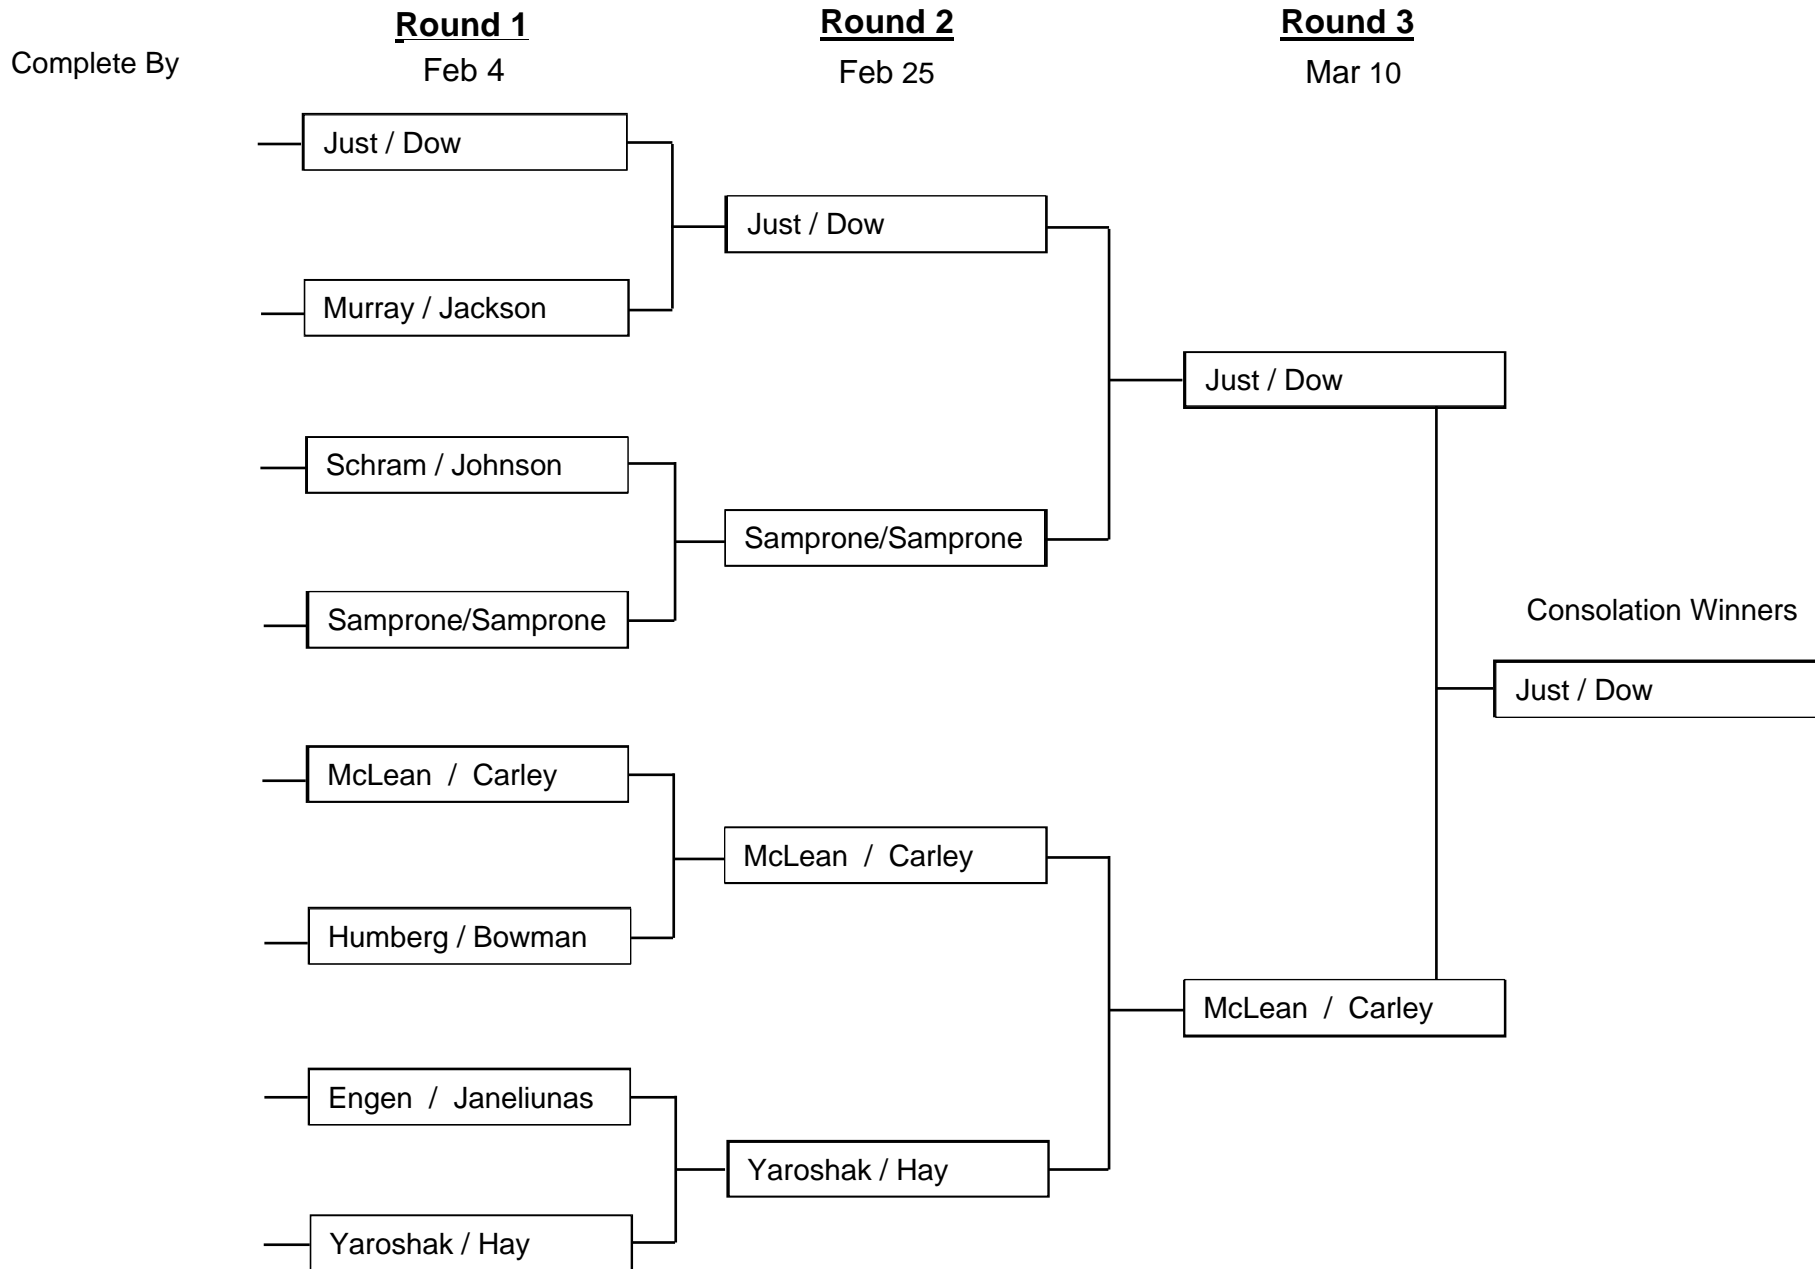 Round 1
Round 2
Round 3
Complete By
Feb 4
Feb 25
Mar 10
Just / Dow
Just / Dow
Murray / Jackson
Just / Dow
Schram / Johnson
Samprone/Samprone
Samprone/Samprone
Consolation Winners
Just / Dow
McLean / Carley
McLean / Carley
Humberg / Bowman
McLean / Carley
Engen / Janeliunas
Yaroshak / Hay
Yaroshak / Hay